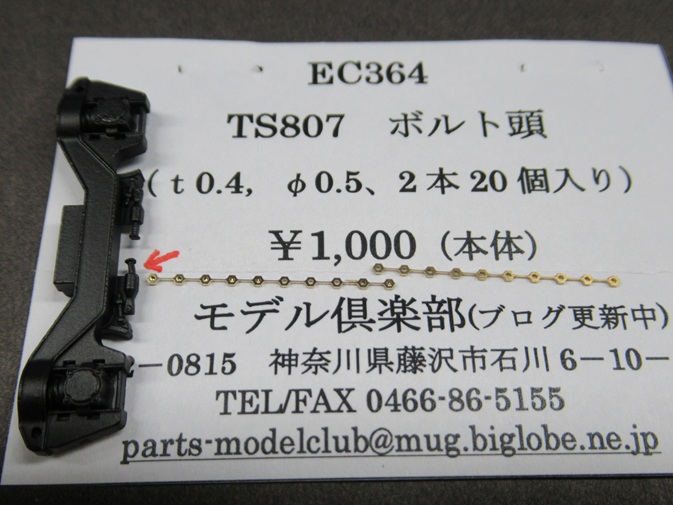 EC364
TS807 ボルト頭
(t0.4, φ0.5、2本20個入り)
¥1,000 (本体)
モデル倶楽部(ブログ更新中)
-0815 神奈川県藤沢市石川6-10-
TEL/FAX 0466-86-5155
parts-modelclub@mug.biglobe.ne.jp